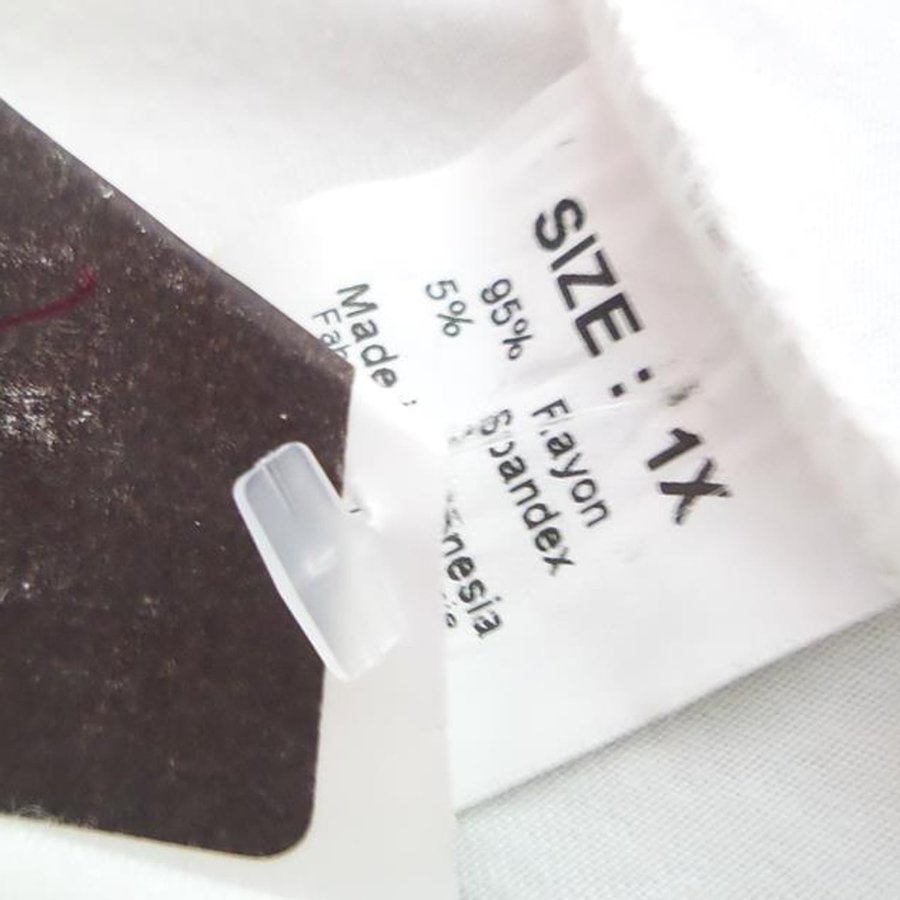 SIZE : 1X
95% Rayon
5% Spandex
Made :